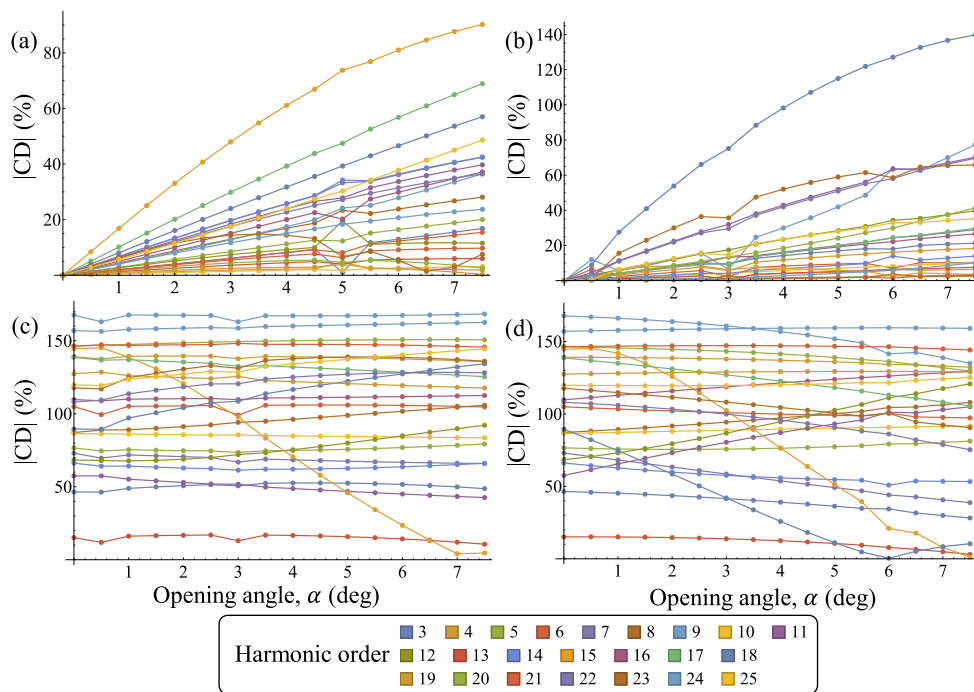 (a)
|CD| (%)
80
60
40
20
1 2 3 4 5 6 7
(b)
|CD| (%)
140
120
100
80
60
40
20
1 2 3 4 5 6 7
(c)
|CD| (%)
150
100
50
1 2 3 4 5 6 7
Opening angle, α (deg)
(d)
|CD| (%)
150
100
50
1 2 3 4 5 6 7
Opening angle, α (deg)
Harmonic order
3 4 5 6 7 8 9 10 11
12 13 14 15 16 17 18
19 20 21 22 23 24 25